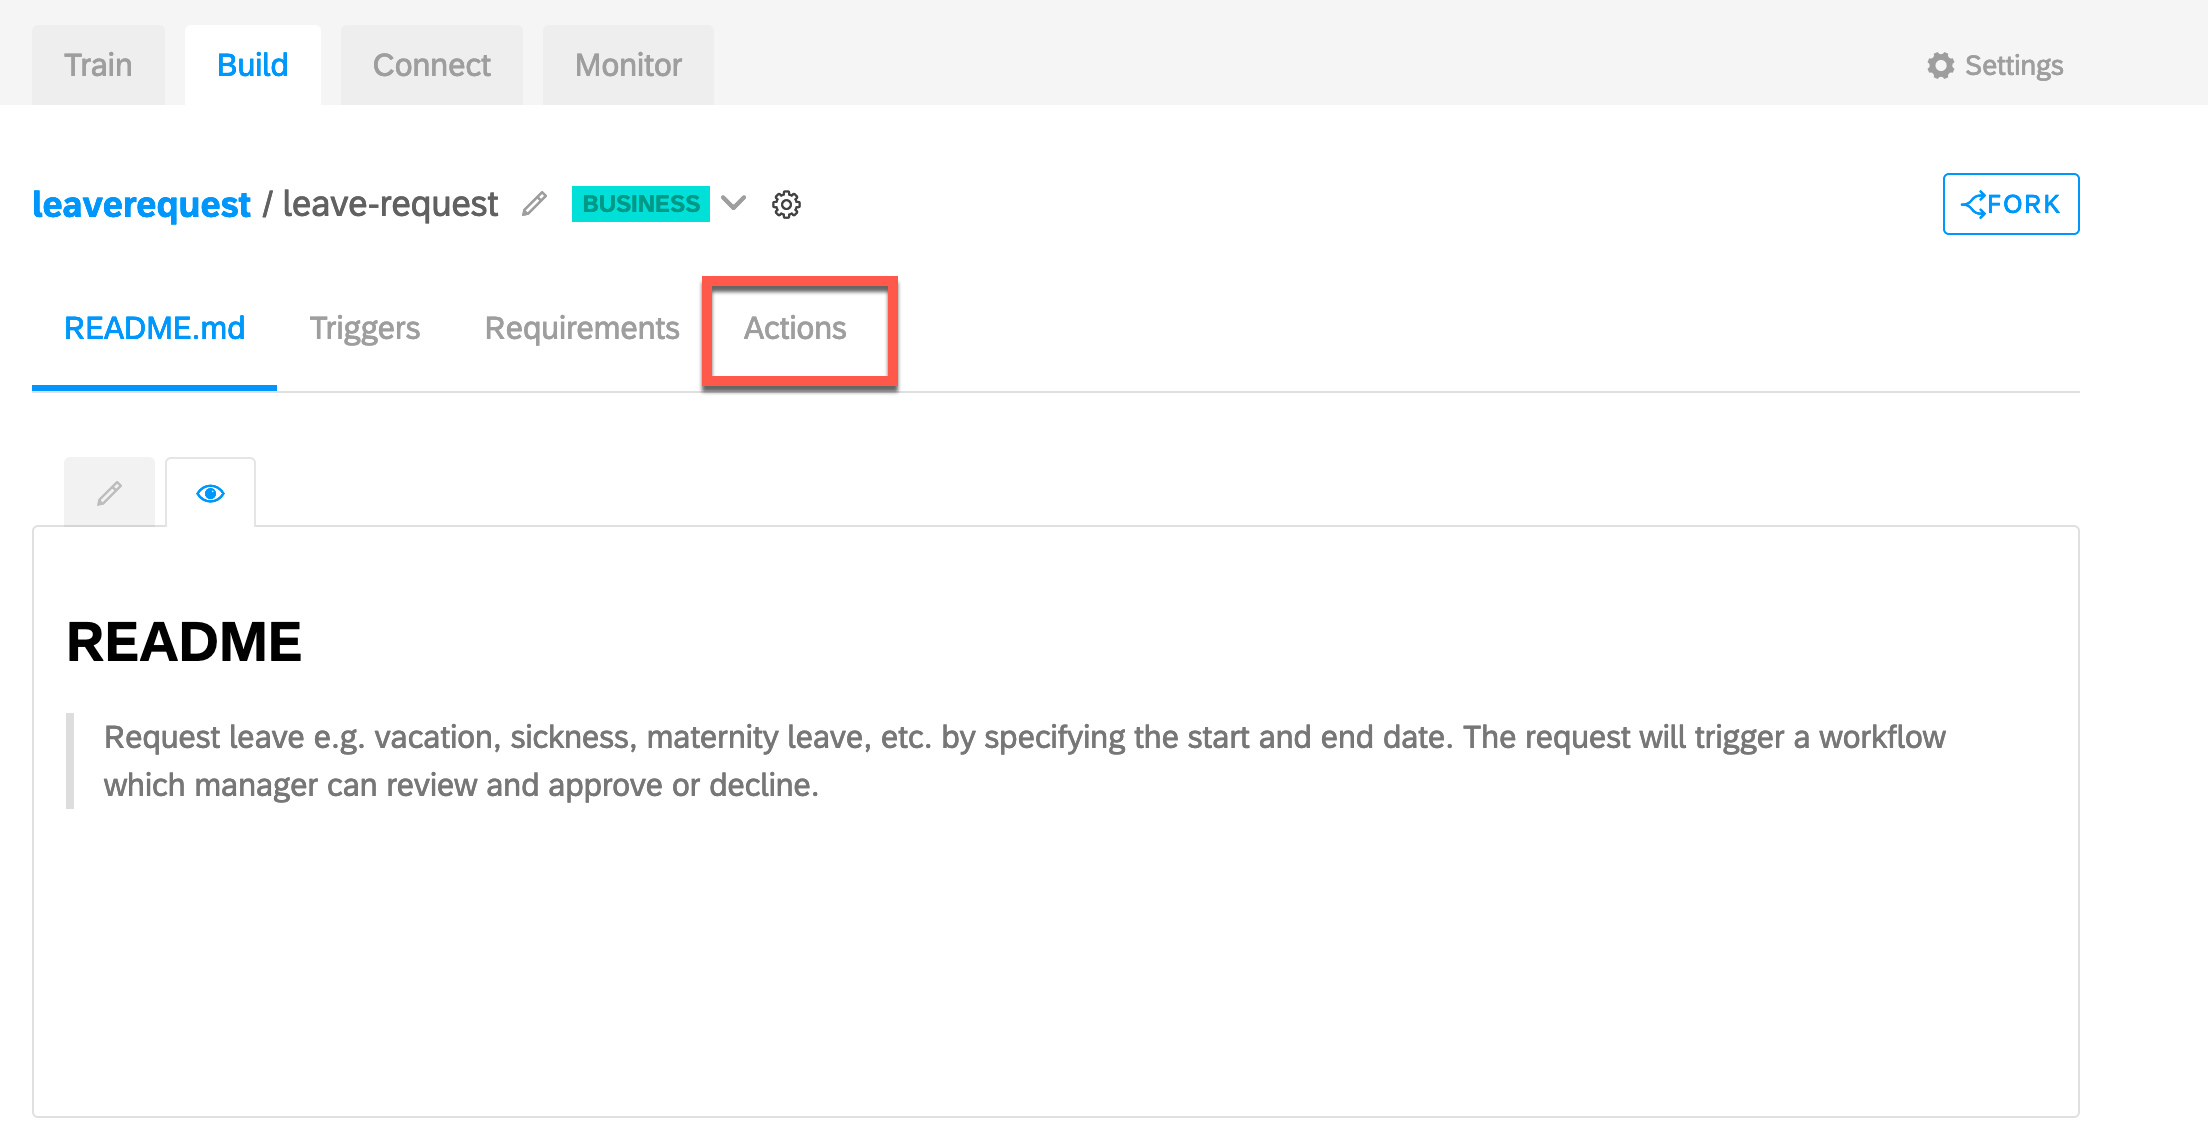 Train Build Connect Monitor Settings
leaverequest / leave-request BUSINESS FORK
README.md Triggers Requirements Actions
README
Request leave e.g. vacation, sickness, maternity leave, etc. by specifying the start and end date. The request will trigger a workflow
which manager can review and approve or decline.